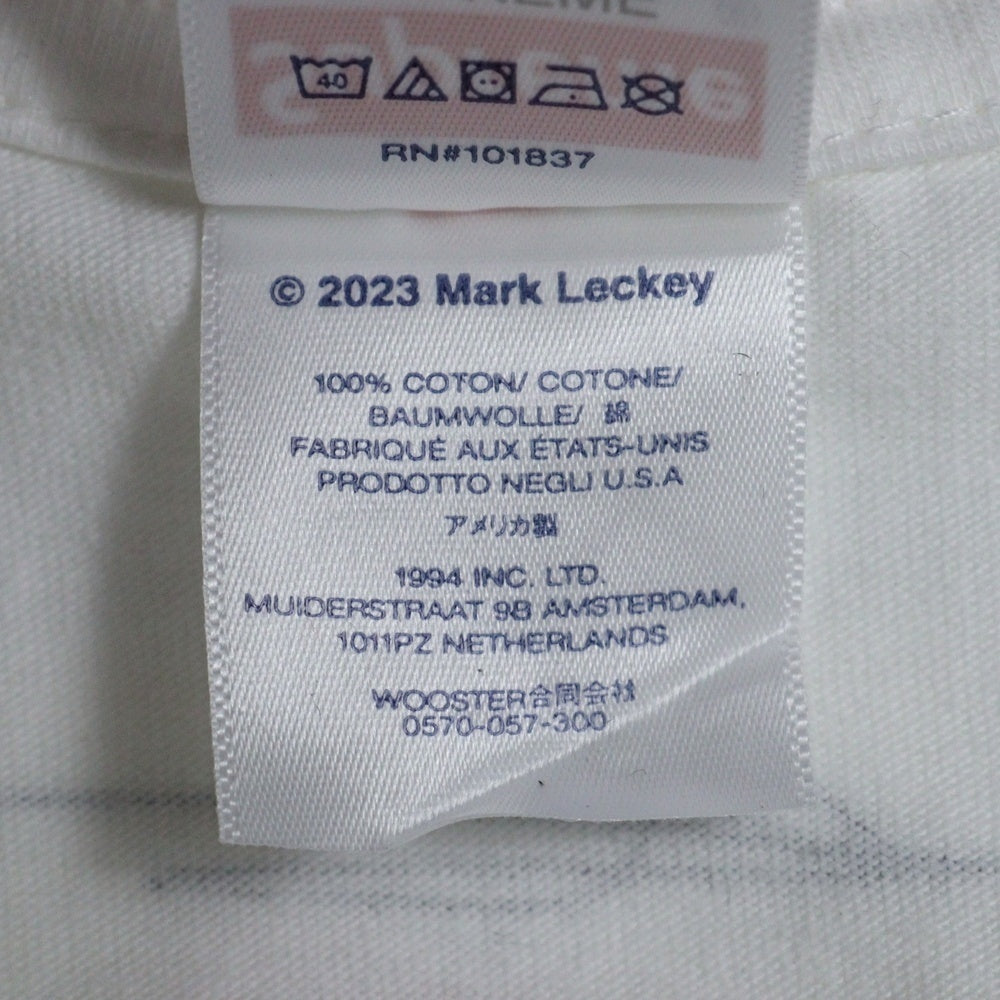 40
RN#101837
© 2023 Mark Leckey
100% COTON/ COTONE/
BAUMWOLLE/ 綿
FABRIQUÉ AUX ÉTATS-UNIS
PRODOTTO NEGLI U.S.A
アメリカ製
1994 INC. LTD.
MUIDERSTRAAT 9B AMSTERDAM,
1011PZ NETHERLANDS
WOOSTER合同会社
0570-057-300